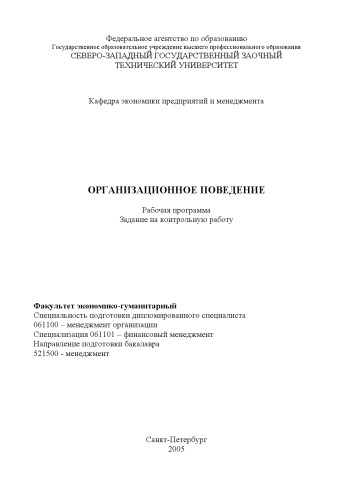 Федеральное агентство по образованию
Государственное образовательное учреждение высшего профессионального образования
СЕВЕРО-ЗАПАДНЫЙ ГОСУДАРСТВЕННЫЙ ЗАОЧНЫЙ
ТЕХНИЧЕСКИЙ УНИВЕРСИТЕТ
Кафедра экономики предприятий и менеджмента
ОРГАНИЗАЦИОННОЕ ПОВЕДЕНИЕ
Рабочая программа
Задание на контрольную работу
Факультет экономико-гуманитарный
Специальность подготовки дипломированного специалиста:
061100 – менеджмент организации
Специализация 061101 – финансовый менеджмент
Направление подготовки бакалавра
521500 - менеджмент
Санкт-Петербург
2005